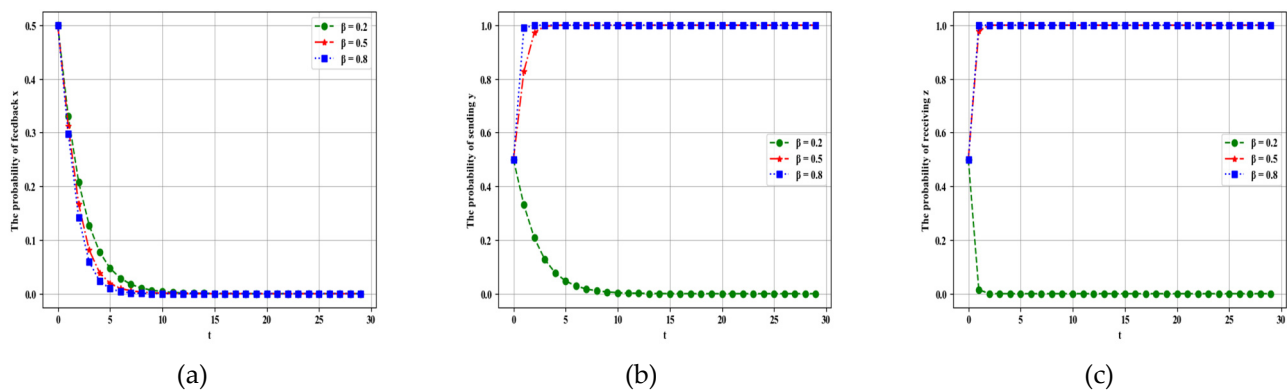 The probability of feedback x
0.5
0.4
0.3
0.2
0.1
0.0
β = 0.2
β = 0.5
β = 0.8
0 5 10 15 20 25 30
t
(a)
The probability of sending y
1.0
0.8
0.6
0.4
0.2
0.0
β = 0.2
β = 0.5
β = 0.8
0 5 10 15 20 25 30
t
(b)
The probability of receiving z
1.0
0.8
0.6
0.4
0.2
0.0
β = 0.2
β = 0.5
β = 0.8
0 5 10 15 20 25 30
t
(c)